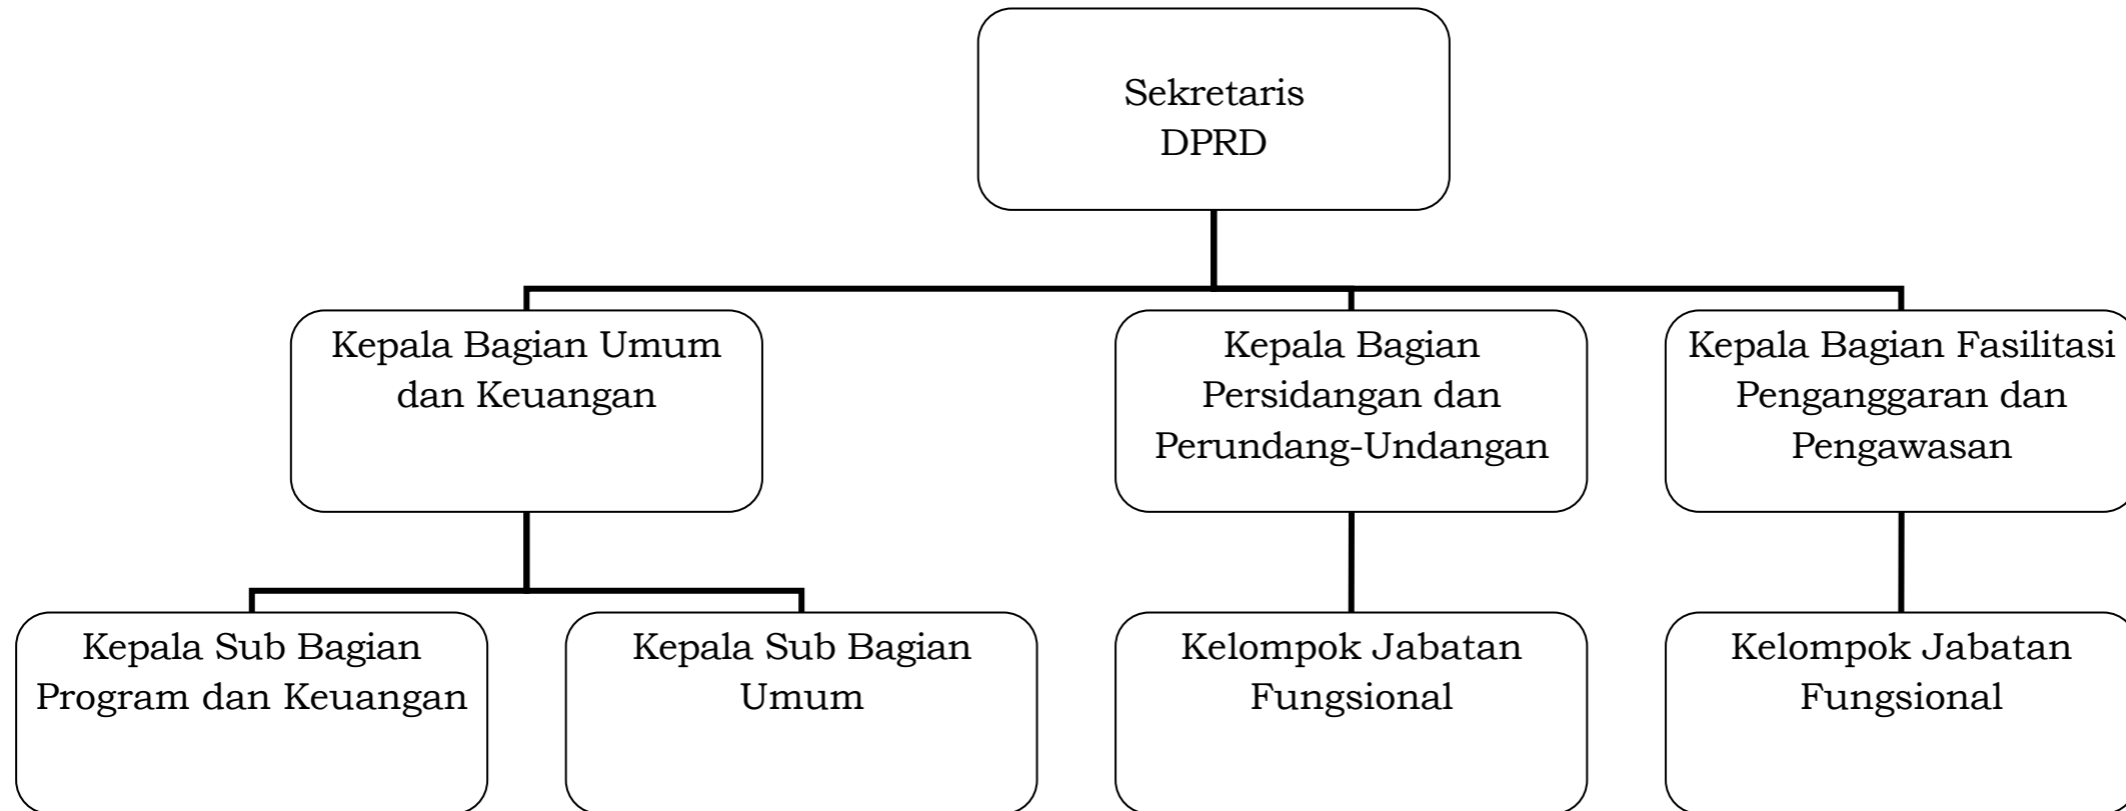 Sekretaris
DPRD
Kepala Bagian Umum
dan Keuangan
Kepala Bagian
Persidangan dan
Perundang-Undangan
Kepala Bagian Fasilitasi
Penganggaran dan
Pengawasan
Kepala Sub Bagian
Program dan Keuangan
Kepala Sub Bagian
Umum
Kelompok Jabatan
Fungsional
Kelompok Jabatan
Fungsional